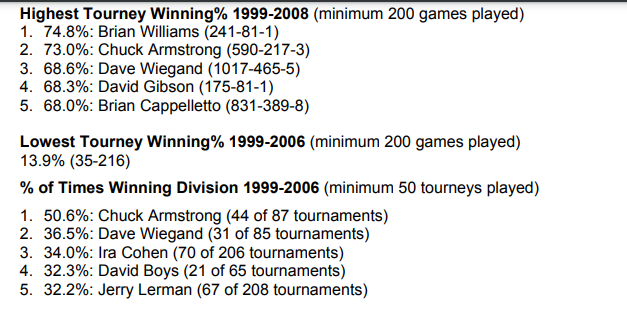 Highest Tourney Winning% 1999-2008 (minimum 200 games played)
1. 74.8%: Brian Williams (241-81-1)
2. 73.0%: Chuck Armstrong (590-217-3)
3. 68.6%: Dave Wiegand (1017-465-5)
4. 68.3%: David Gibson (175-81-1)
5. 68.0%: Brian Cappelletto (831-389-8)
Lowest Tourney Winning% 1999-2006 (minimum 200 games played)
13.9% (35-216)
% of Times Winning Division 1999-2006 (minimum 50 tourneys played)
1. 50.6%: Chuck Armstrong (44 of 87 tournaments)
2. 36.5%: Dave Wiegand (31 of 85 tournaments)
3. 34.0%: Ira Cohen (70 of 206 tournaments)
4. 32.3%: David Boys (21 of 65 tournaments)
5. 32.2%: Jerry Lerman (67 of 208 tournaments)